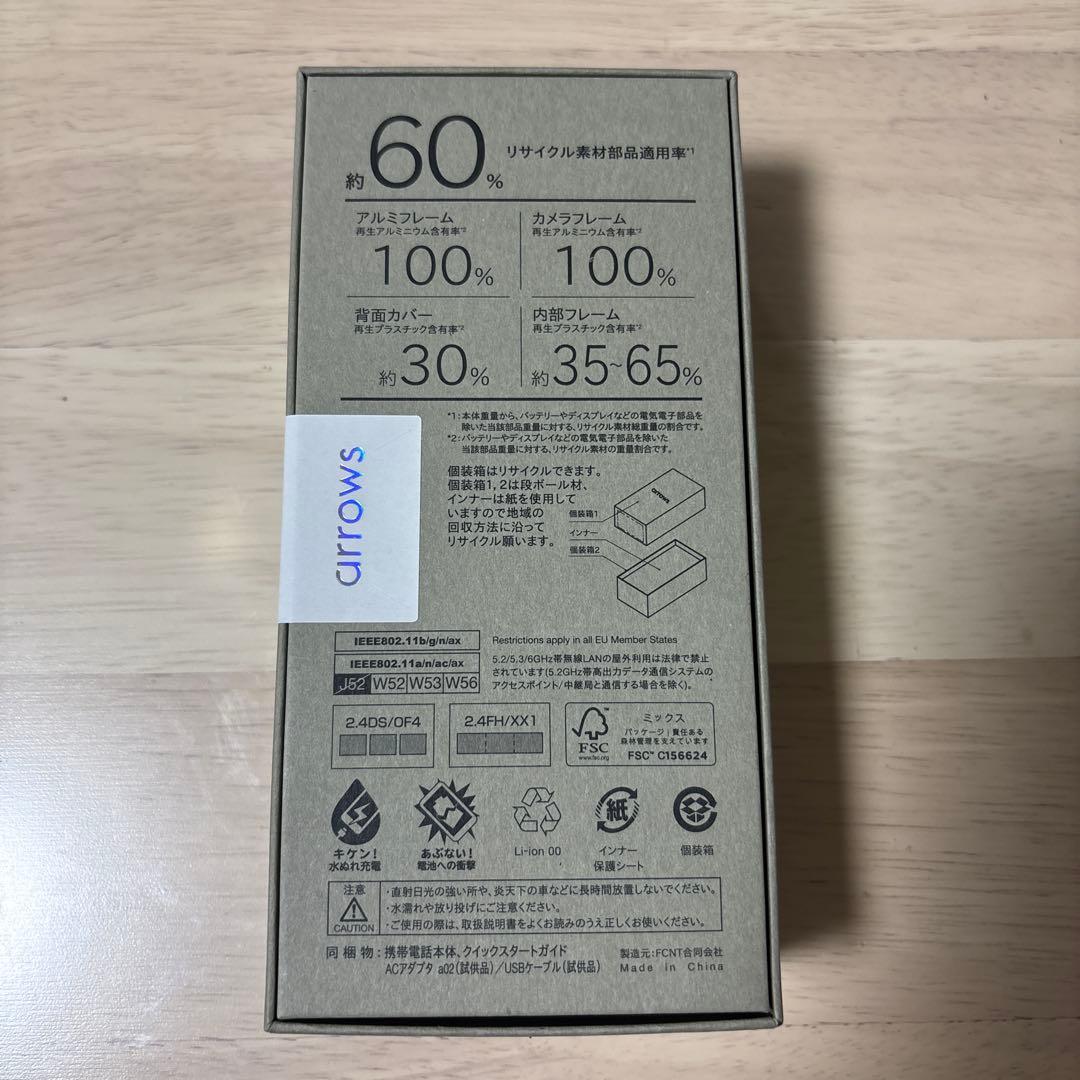 約60% リサイクル素材部品適用率*1
アルミフレーム
再生アルミニウム含有率*2
100%
カメラフレーム
再生アルミニウム含有率*2
100%
背面カバー
再生プラスチック含有率*2
約30%
内部フレーム
再生プラスチック含有率*2
約35~65%
*1:本体重量から、バッテリーやディスプレイなどの電気電子部品を
除いた当該部品重量に対する、リサイクル素材総重量の割合です。
*2:バッテリーやディスプレイなどの電気電子部品を除いた
当該部品重量に対する、リサイクル素材の重量割合です。
arrows
個装箱はリサイクルできます。
個装箱1,2は段ボール材、
インナーは紙を使用して
いますので地域の
回収方法に沿って
リサイクル願います。
arrows
個装箱1
インナー
個装箱2
IEEE802.11b/g/n/ax
IEEE802.11a/n/ac/ax
J52 W52 W53 W56
Restrictions apply in all EU Member States
5.2/5.3/6GHz帯無線LANの屋外利用は法律で禁止
されています(5.2GHz帯高出力データ通信システムの
アクセスポイント/中継局と通信する場合を除く)。
2.4DS/OF4
2.4FH/XX1
FSC™
www.fsc.org
ミックス
パッケージ|責任ある
森林管理を支えています
FSC™ C156624
キケン!
水ぬれ充電
あぶない!
電池への衝撃
Li-ion 00
紙
インナー
保護シート
個装箱
注意
CAUTION
・直射日光の強い所や、炎天下の車などに長時間放置しないでください。
・水濡れや放り投げにご注意ください。
・ご使用の際は、取扱説明書をよくお読みのうえ正しくお使いください。
同梱物:携帯電話本体、クイックスタートガイド
ACアダプタ a02(試供品)/USBケーブル(試供品)
製造元:FCNT合同会社
Made in China